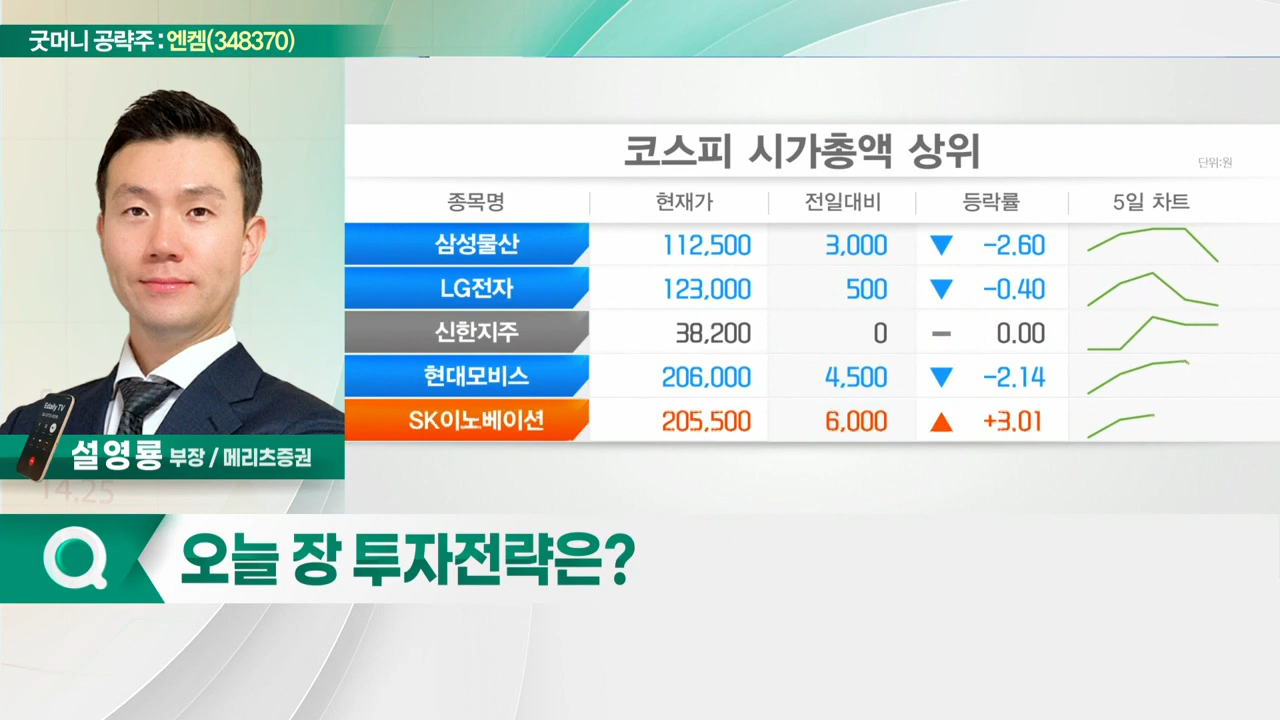 굿머니 공략주 : 엔켐(348370)
코스피 시가총액 상위
단위:원
종목명 현재가 전일대비 등락률 5일 차트
삼성물산 112,500 3,000 ▼ -2.60
LG전자 123,000 500 ▼ -0.40
신한지주 38,200 0 - 0.00
현대모비스 206,000 4,500 ▼ -2.14
SK이노베이션 205,500 6,000 ▲ +3.01
Edaily TV
설영룡 부장 / 메리츠증권
14.25
Q 오늘 장 투자전략은?